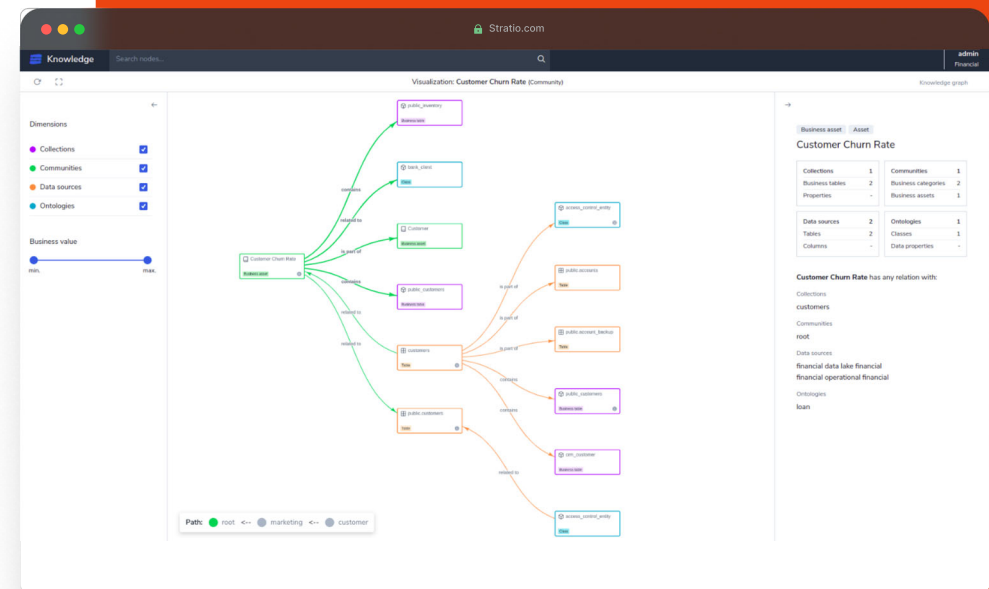 Stratio.com
Knowledge
Search nodes...
admin
Financial
Visualization: Customer Churn Rate (Community)
Knowledge graph
Dimensions
Collections
Communities
Data sources
Ontologies
Business value
min.
max.
public_inventory
Business table
bank_client
Class
Customer
Business asset
public_customers
Business table
customers
Table
public.customers
Table
Customer Churn Rate
Business asset
contains
related to
is part of
contains
related to
related to
access_control_entity
Class
public.accounts
Table
public.account_backup
Table
public_customers
Business table
crm_customer
Business table
access_control_entity
Class
is part of
is part of
is part of
contains
contains
related to
Path: root <-- marketing <-- customer
Business asset Asset
Customer Churn Rate
Collections 1
Business tables 2
Properties -
Communities 1
Business categories 2
Business assets 1
Data sources 2
Tables 2
Columns -
Ontologies 1
Classes 1
Data properties -
Customer Churn Rate has any relation with:
Collections
customers
Communities
root
Data sources
financial data lake financial
financial operational financial
Ontologies
loan